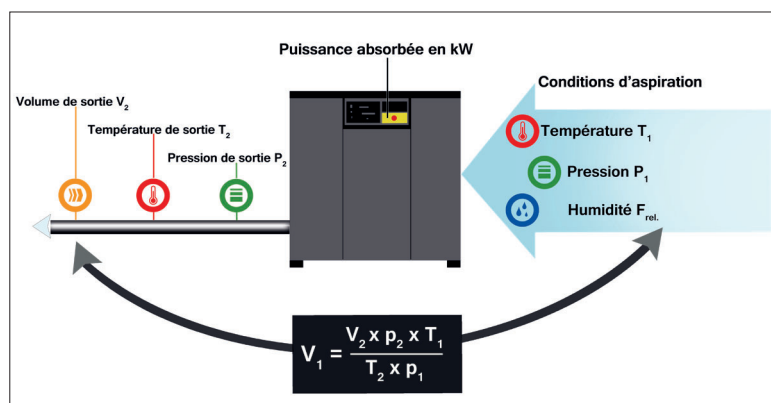 Puissance absorbée en kW
Conditions d'aspiration
Volume de sortie V₂
Température de sortie T₂
Pression de sortie P₂
Température T₁
Pression P₁
Humidité F rel.
V₁ = V₂ x p₂ x T₁
T₂ x p₁